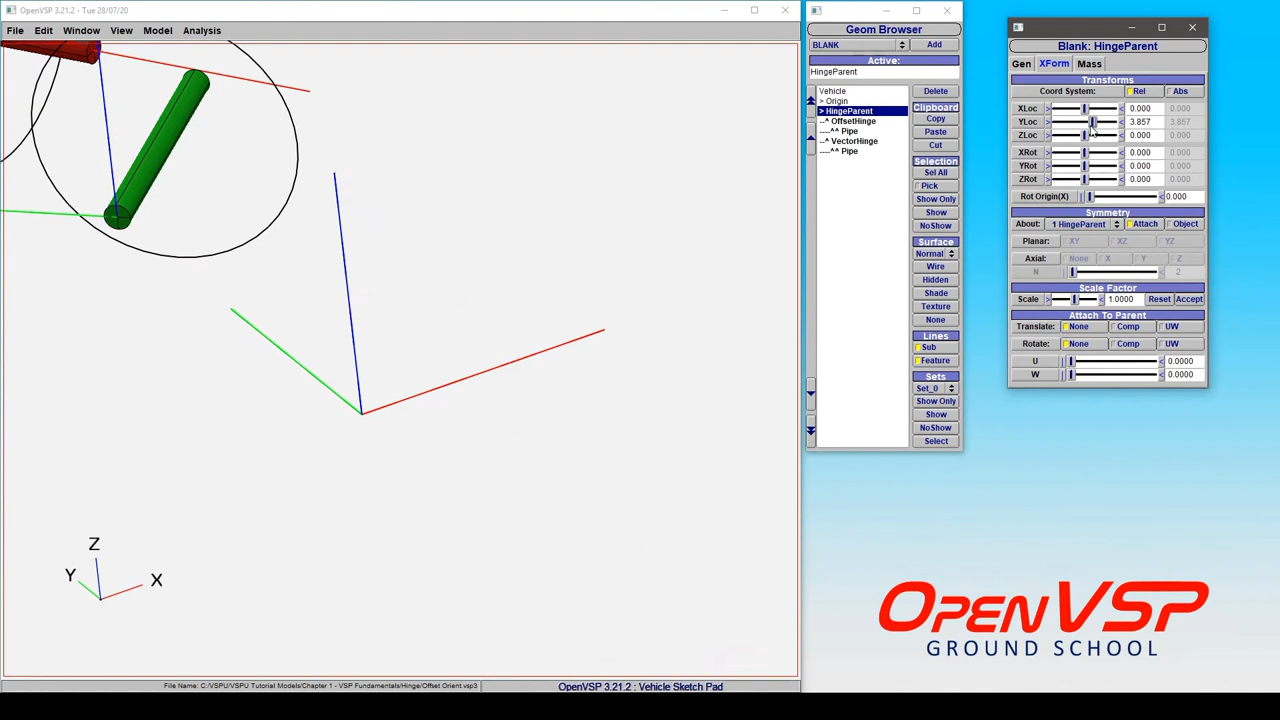 OpenVSP 3.21.2 - Tue 28/07/20
File Edit Window View Model Analysis
Z
Y
X
File Name: C:/VSPU/VSPU Tutorial Models/Chapter 1 - VSP Fundamentals/Hinge/Offset Orient.vsp3
OpenVSP 3.21.2 : Vehicle Sketch Pad
Geom Browser
BLANK Add
Active:
HingeParent
Vehicle
> Origin
> HingeParent
--^ OffsetHinge
----^^ Pipe
--^ VectorHinge
----^^ Pipe
Delete
Clipboard
Copy
Paste
Cut
Selection
Sel All
Pick
Show Only
Show
NoShow
Surface
Normal
Wire
Hidden
Shade
Texture
None
Lines
Sub
Feature
Sets
Set_0
Show Only
Show
NoShow
Select
Blank: HingeParent
Gen XForm Mass
Transforms
Coord System: Rel Abs
XLoc > < 0.000 0.000
YLoc > < 3.857 3.857
ZLoc > < 0.000 0.000
XRot > < 0.000 0.000
YRot > < 0.000 0.000
ZRot > < 0.000 0.000
Rot Origin(X) | < 0.000
Symmetry
About: 1 HingeParent Attach Object
Planar: XY XZ YZ
Axial: None X Y Z
N | < 2
Scale Factor
Scale > < 1.0000 Reset Accept
Attach To Parent
Translate: None Comp UW
Rotate: None Comp UW
U | < 0.0000
W | < 0.0000
OpenVSP
GROUND SCHOOL